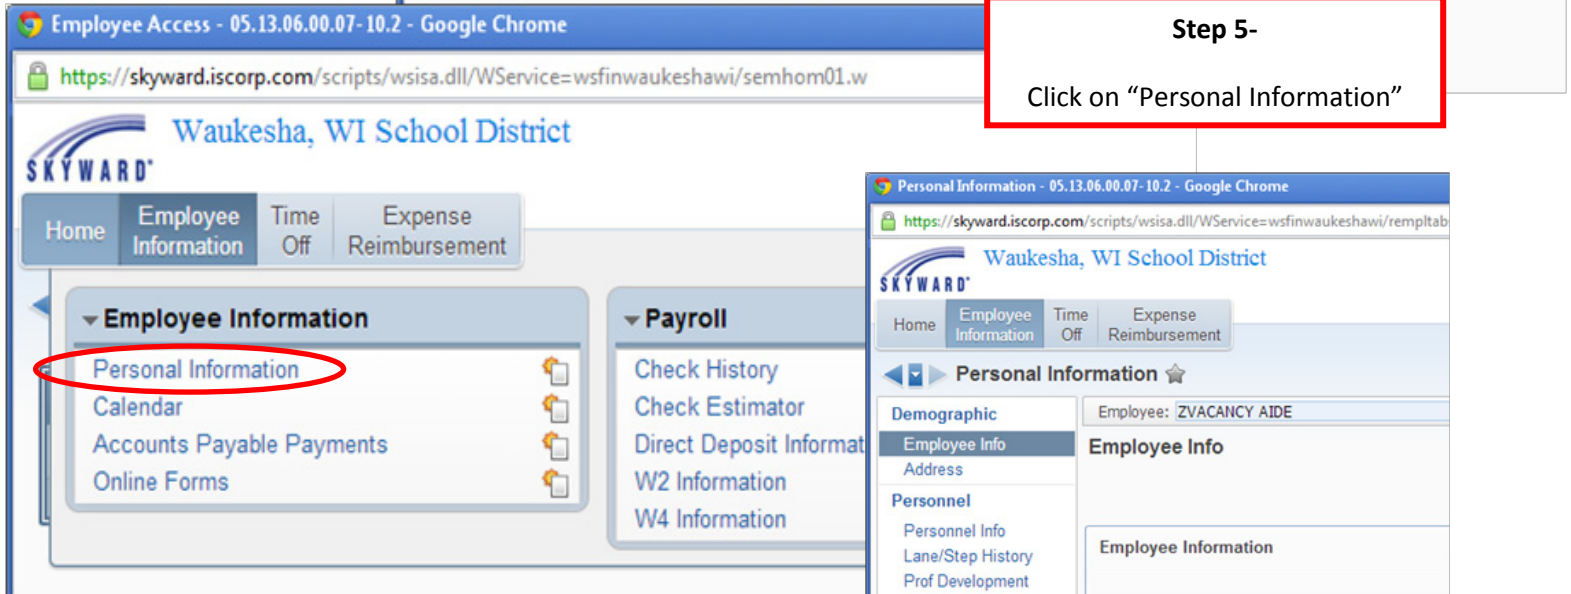 Employee Access - 05.13.06.00.07-10.2 - Google Chrome
https://skyward.iscorp.com/scripts/wsisa.dll/WService=wsfinwaukeshawi/semhom01.w
Waukesha, WI School District
SKYWARD
Home
Employee
Information
Time
Off
Expense
Reimbursement
Employee Information
Personal Information
Calendar
Accounts Payable Payments
Online Forms
Payroll
Check History
Check Estimator
Direct Deposit Informat
W2 Information
W4 Information
Step 5-
Click on “Personal Information”
Personal Information - 05.13.06.00.07-10.2 - Google Chrome
https://skyward.iscorp.com/scripts/wsisa.dll/WService=wsfinwaukeshawi/rempltab
Waukesha, WI School District
SKYWARD
Home
Employee
Information
Time
Off
Expense
Reimbursement
Personal Information
Demographic
Employee Info
Address
Personnel
Personnel Info
Lane/Step History
Prof Development
Employee: ZVACANCY AIDE
Employee Info
Employee Information